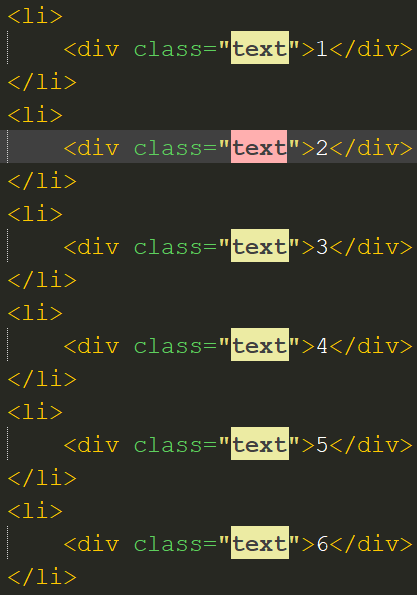 <li>
    <div class="text">1</div>
</li>
<li>
    <div class="text">2</div>
</li>
<li>
    <div class="text">3</div>
</li>
<li>
    <div class="text">4</div>
</li>
<li>
    <div class="text">5</div>
</li>
<li>
    <div class="text">6</div>
</li>